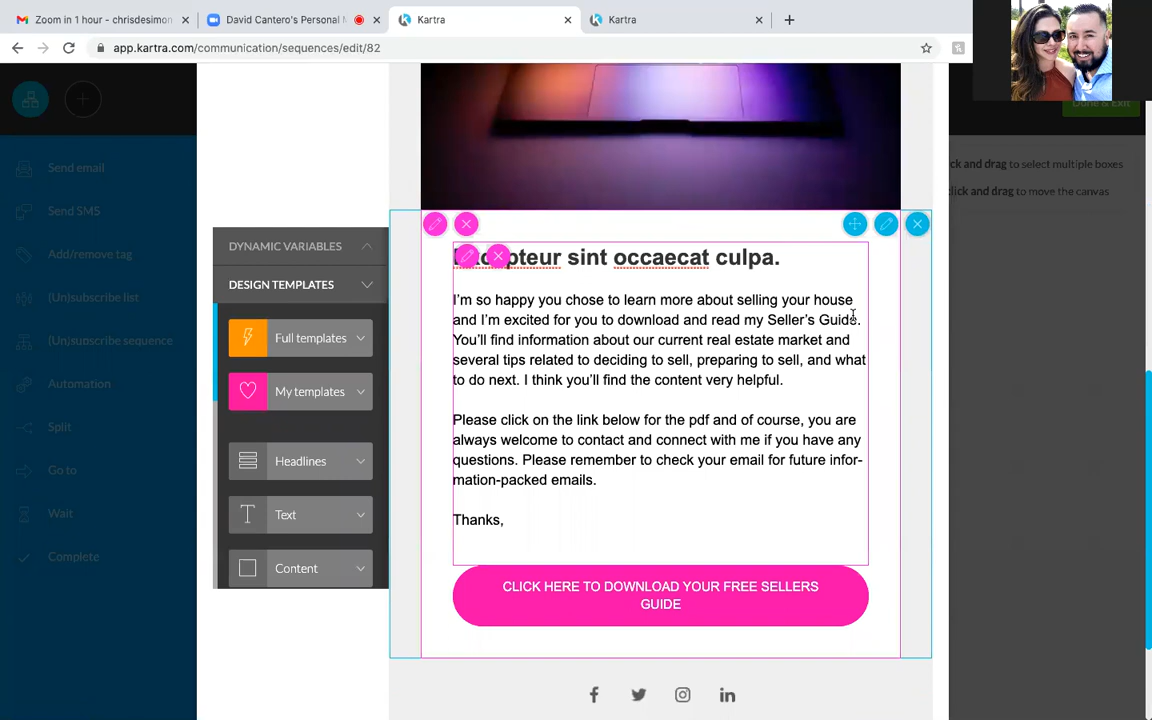 Zoom in 1 hour - chrisdesimon
David Cantero's Personal
Kartra
Kartra
app.kartra.com/communication/sequences/edit/82
Done & Exit
Send email
Send SMS
Add/remove tag
(Un)subscribe list
(Un)subscribe sequence
Automation
Split
Go to
Wait
Complete
DYNAMIC VARIABLES
DESIGN TEMPLATES
Full templates
My templates
Headlines
Text
Content
ck and drag to select multiple boxes
lick and drag to move the canvas
sint occaecat culpa.
I'm so happy you chose to learn more about selling your house
and I'm excited for you to download and read my Seller's Guide.
You'll find information about our current real estate market and
several tips related to deciding to sell, preparing to sell, and what
to do next. I think you'll find the content very helpful.
Please click on the link below for the pdf and of course, you are
always welcome to contact and connect with me if you have any
questions. Please remember to check your email for future infor-
mation-packed emails.
Thanks,
CLICK HERE TO DOWNLOAD YOUR FREE SELLERS
GUIDE